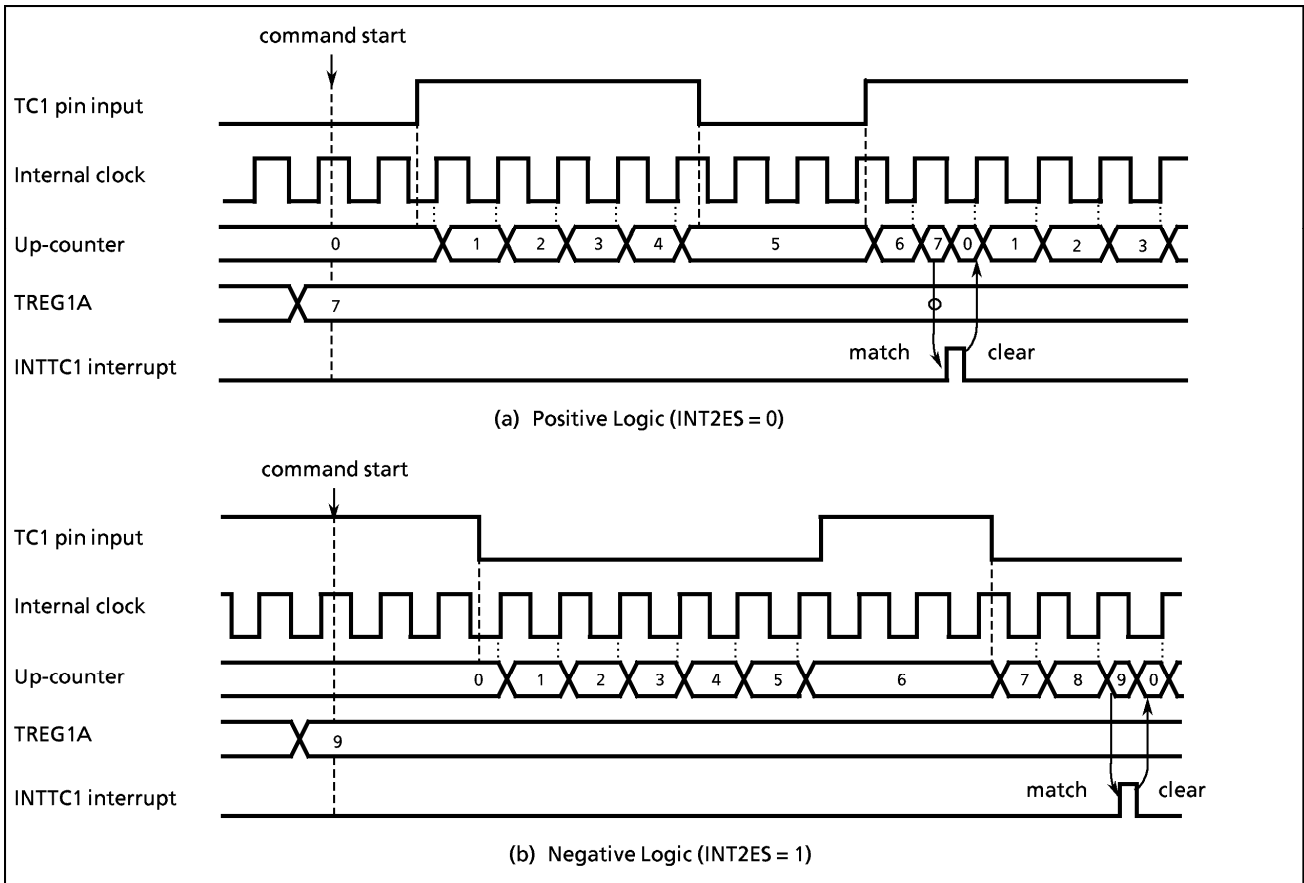 command start
TC1 pin input
Internal clock
Up-counter 0 1 2 3 4 5 6 7 0 1 2 3
TREG1A 7
match clear
INTTC1 interrupt
(a) Positive Logic (INT2ES = 0)
command start
TC1 pin input
Internal clock
Up-counter 0 1 2 3 4 5 6 7 8 9 0
TREG1A 9
match clear
INTTC1 interrupt
(b) Negative Logic (INT2ES = 1)